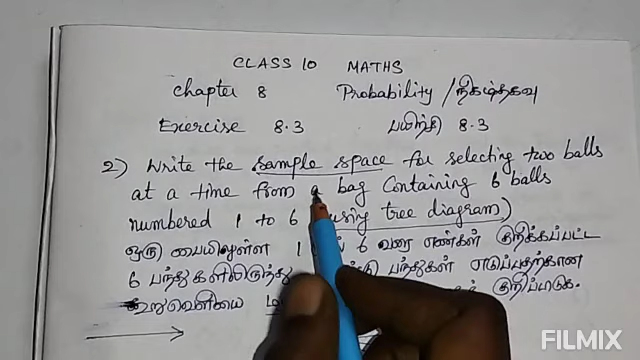 CLASS 10 MATHS
Chapter 8 Probability / நிகழ்தகவு
Exercise 8.3 பயிற்சி 8.3
2) Write the sample space for selecting two balls
at a time from a bag containing 6 balls
numbered 1 to 6 using tree diagram)
ஒரு பையிலுள்ள 1 6 வரை எண்கள் குறிக்கப்பட்ட
6 பந்துகளிலிருந்து பந்துகள் எடுப்பதற்கான
கூறுவெளியை குறிப்பிடுக.
FILMIX